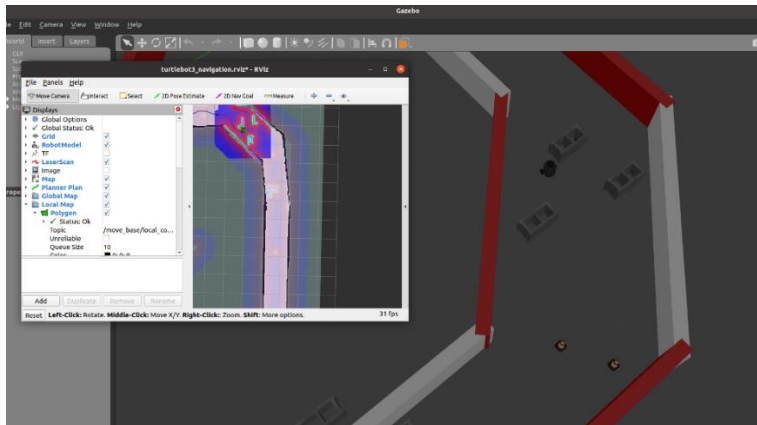 Gazebo
Edit Camera View Window Help
World Insert Layers
GUI
turtlebot3_navigation.rviz* - RViz
File Panels Help
Move Camera Interact Select 2D Pose Estimate 2D Nav Goal Measure
Displays
Global Options
Global Status: Ok
Grid
RobotModel
TF
LaserScan
Image
Map
Planner Plan
Global Map
Local Map
Polygon
Status: Ok
Topic /move_base/local_co...
Unreliable
Queue Size 10
Add Duplicate Remove Rename
Reset Left-Click: Rotate. Middle-Click: Move X/Y. Right-Click: Zoom. Shift: More options. 31 fps